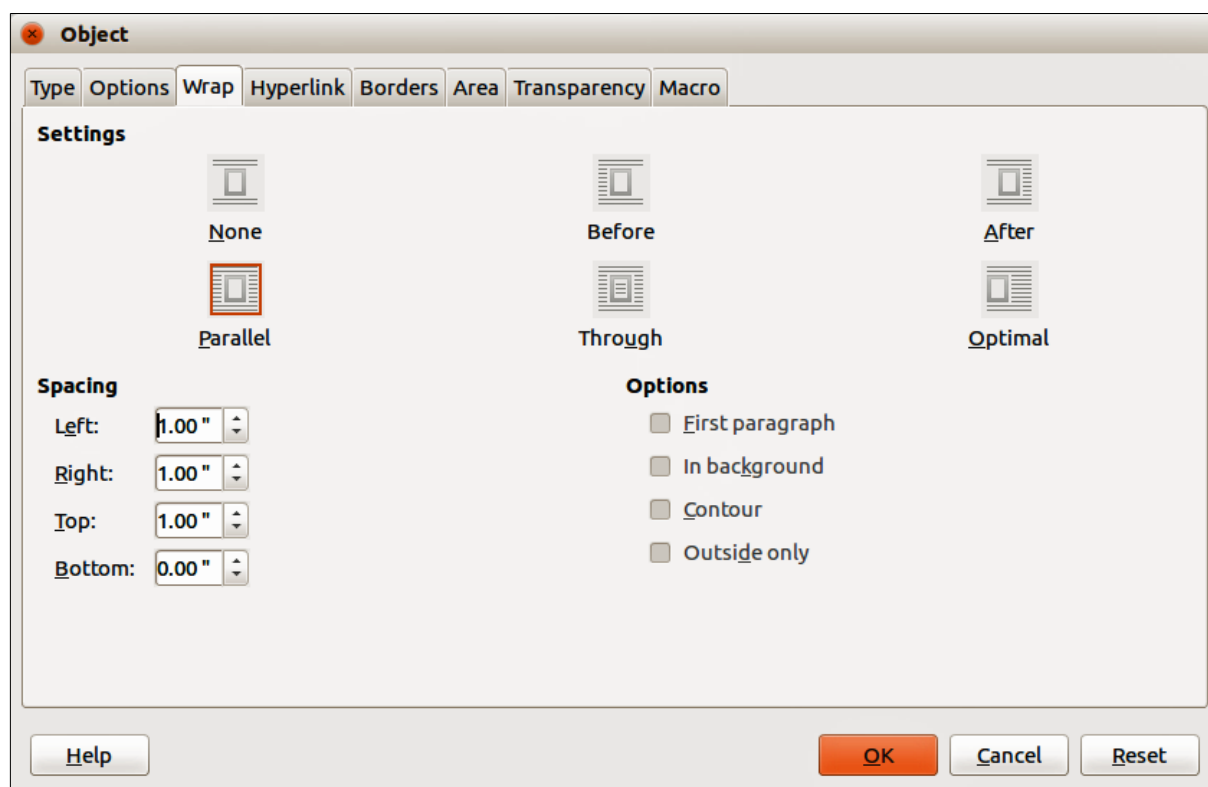 Object
Type Options Wrap Hyperlink Borders Area Transparency Macro
Settings
None Before After
Parallel Through Optimal
Spacing Options
Left: 1.00 " First paragraph
Right: 1.00 " In background
Top: 1.00 " Contour
Bottom: 0.00 " Outside only
Help OK Cancel Reset